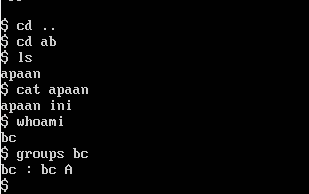 $ cd ..
$ cd ab
$ ls
apaan
$ cat apaan
apaan ini
$ whoami
bc
$ groups bc
bc : bc A
$